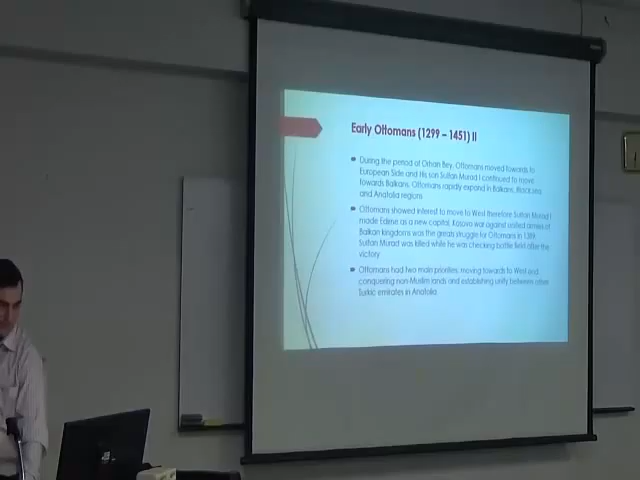 Early Ottomans (1299 – 1451) II
During the period of Orhan Bey, Ottomans moved towards to
European Side and His son Sultan Murad I continued to move
towards Balkans. Ottomans rapidly expand in Balkans, Black sea
and Anatolia regions
Ottomans showed interest to move to West therefore Sultan Murad I
made Edirne as a new capital. Kosovo war against united armies of
Balkan kingdoms was the greats struggle for Ottomans in 1389.
Sultan Murad was killed while he was checking battle field after the
victory
Ottomans had two main priorities, moving towards to West and
conquering non-Muslim lands and establishing unity between other
Turkic emirates in Anatolia